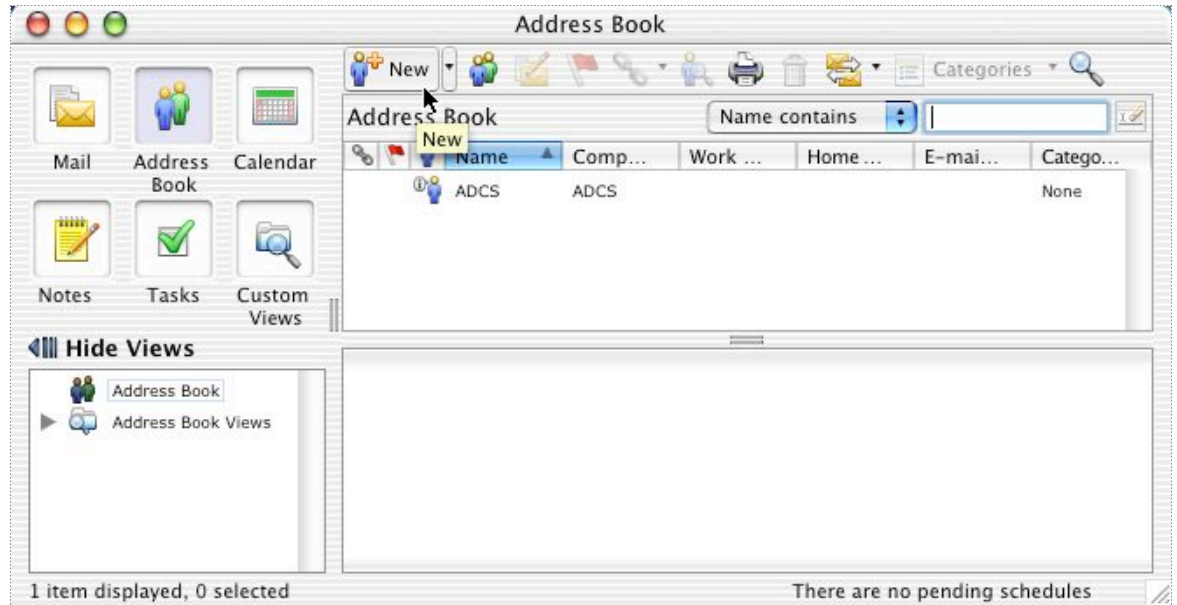 Address Book
New
Categories
Mail
Address Book
Calendar
Address Book
Name contains
New
Name
Comp...
Work ...
Home ...
E-mai...
Catego...
ADCS
ADCS
None
Notes
Tasks
Custom Views
Hide Views
Address Book
Address Book Views
1 item displayed, 0 selected
There are no pending schedules